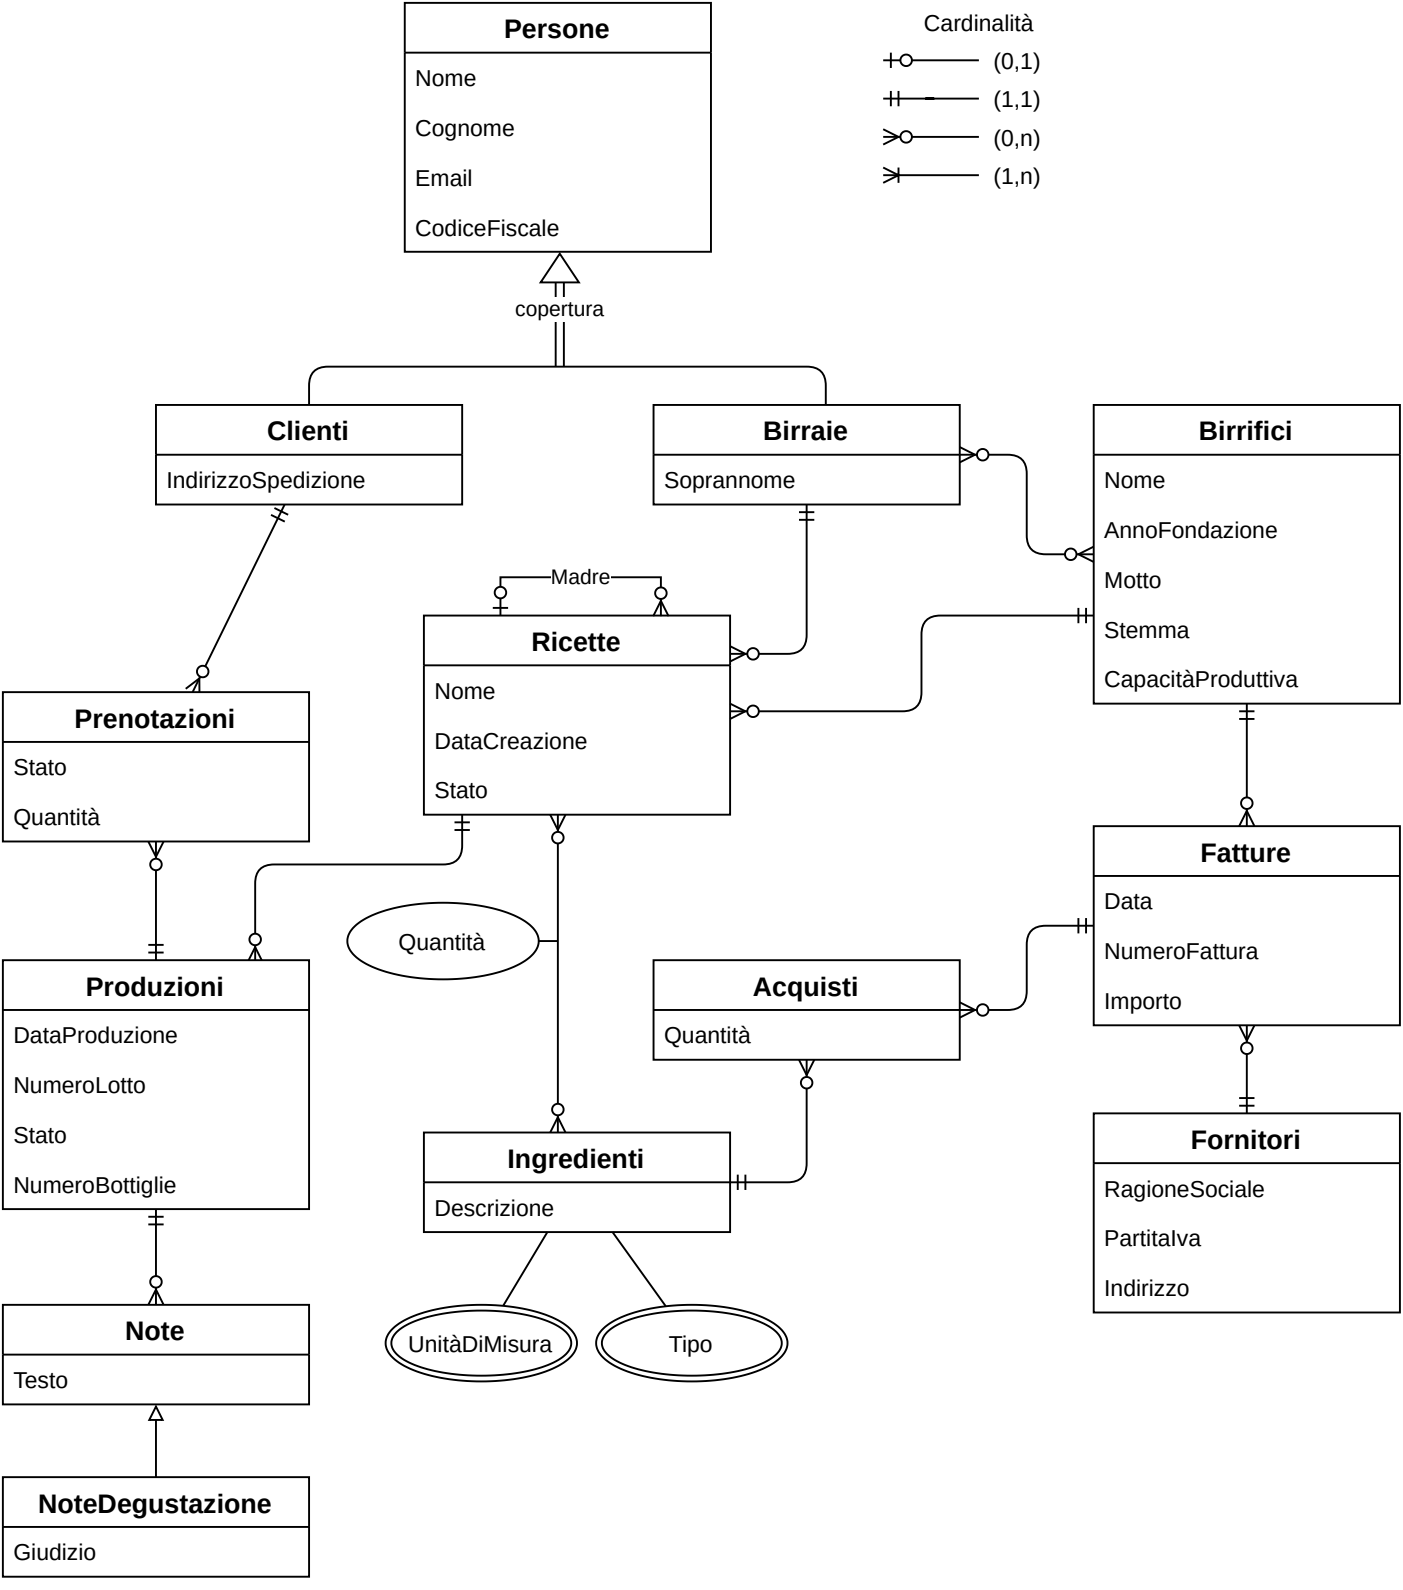 Persone
Nome
Cognome
Email
CodiceFiscale
Cardinalità
(0,1)
(1,1)
(0,n)
(1,n)
copertura
Clienti
IndirizzoSpedizione
Birraie
Soprannome
Birrifici
Nome
AnnoFondazione
Motto
Stemma
CapacitàProduttiva
Madre
Ricette
Nome
DataCreazione
Stato
Prenotazioni
Stato
Quantità
Fatture
Data
NumeroFattura
Importo
Quantità
Produzioni
DataProduzione
NumeroLotto
Stato
NumeroBottiglie
Acquisti
Quantità
Ingredienti
Descrizione
Fornitori
RagioneSociale
PartitaIva
Indirizzo
UnitàDiMisura
Tipo
Note
Testo
NoteDegustazione
Giudizio